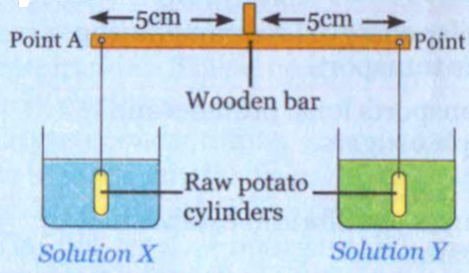 5cm 5cm
Point A Point
Wooden bar
Raw potato
cylinders
Solution X Solution Y